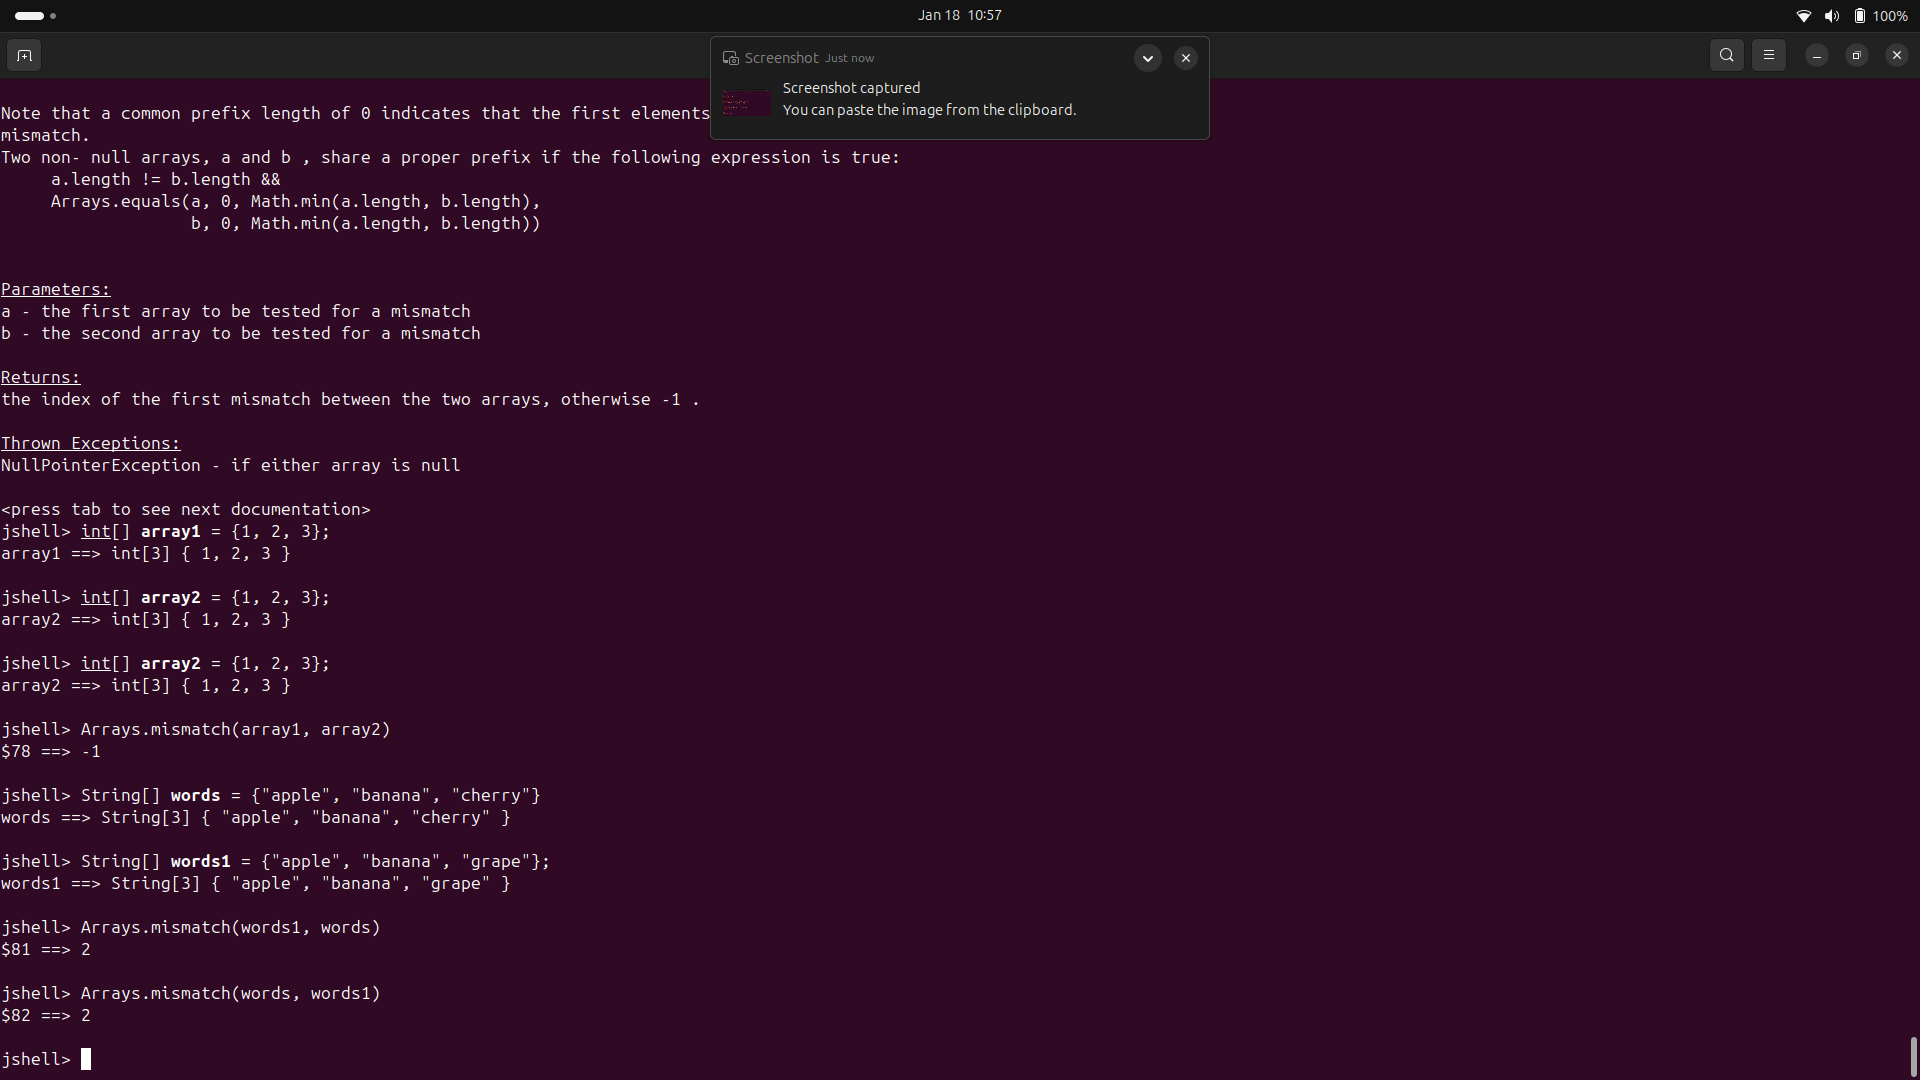 Jan 18 10:57
100%
Screenshot Just now
Screenshot captured
You can paste the image from the clipboard.
Note that a common prefix length of 0 indicates that the first elements
mismatch.
Two non- null arrays, a and b , share a proper prefix if the following expression is true:
a.length != b.length &&
Arrays.equals(a, 0, Math.min(a.length, b.length),
b, 0, Math.min(a.length, b.length))
Parameters:
a - the first array to be tested for a mismatch
b - the second array to be tested for a mismatch
Returns:
the index of the first mismatch between the two arrays, otherwise -1 .
Thrown Exceptions:
NullPointerException - if either array is null
<press tab to see next documentation>
jshell> int[] array1 = {1, 2, 3};
array1 ==> int[3] { 1, 2, 3 }
jshell> int[] array2 = {1, 2, 3};
array2 ==> int[3] { 1, 2, 3 }
jshell> int[] array2 = {1, 2, 3};
array2 ==> int[3] { 1, 2, 3 }
jshell> Arrays.mismatch(array1, array2)
$78 ==> -1
jshell> String[] words = {"apple", "banana", "cherry"}
words ==> String[3] { "apple", "banana", "cherry" }
jshell> String[] words1 = {"apple", "banana", "grape"};
words1 ==> String[3] { "apple", "banana", "grape" }
jshell> Arrays.mismatch(words1, words)
$81 ==> 2
jshell> Arrays.mismatch(words, words1)
$82 ==> 2
jshell>